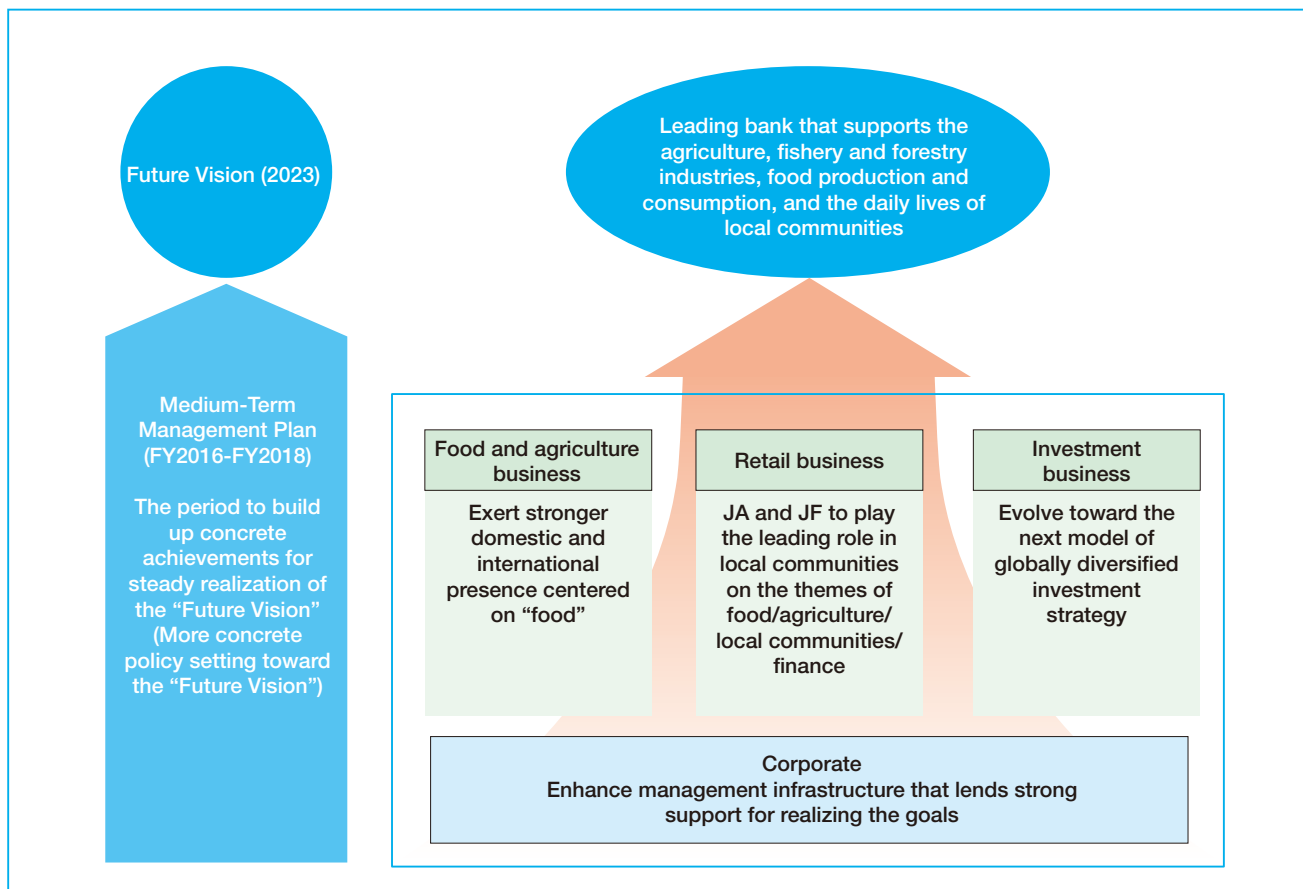 Future Vision (2023)
Leading bank that supports the
agriculture, fishery and forestry
industries, food production and
consumption, and the daily lives of
local communities
Medium-Term
Management Plan
(FY2016-FY2018)
The period to build
up concrete
achievements for
steady realization of
the “Future Vision”
(More concrete
policy setting toward
the “Future Vision”)
Food and agriculture
business
Exert stronger
domestic and
international
presence centered
on “food”
Retail business
JA and JF to play
the leading role in
local communities
on the themes of
food/agriculture/
local communities/
finance
Investment
business
Evolve toward the
next model of
globally diversified
investment
strategy
Corporate
Enhance management infrastructure that lends strong
support for realizing the goals